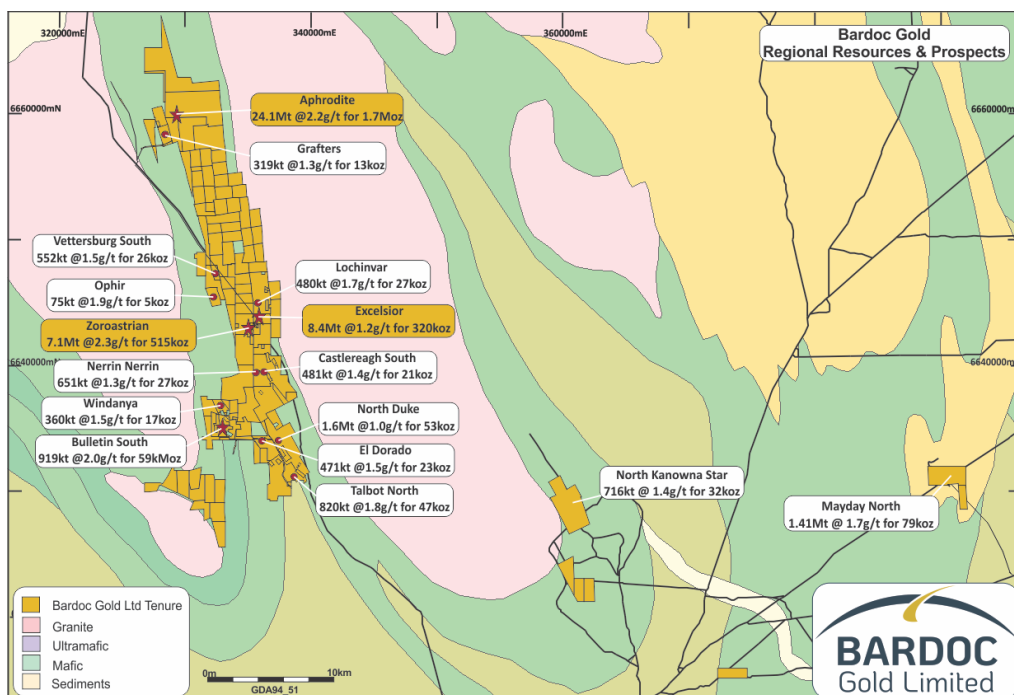 320000mE
340000mE
360000mE
Bardoc Gold
Regional Resources & Prospects
6660000mN
6660000mN
Aphrodite
24.1Mt @2.2g/t for 1.7Moz
Grafters
319kt @1.3g/t for 13koz
Vettersburg South
552kt @1.5g/t for 26koz
Lochinvar
480kt @1.7g/t for 27koz
Ophir
75kt @1.9g/t for 5koz
Excelsior
8.4Mt @1.2g/t for 320koz
Zoroastrian
7.1Mt @2.3g/t for 515koz
6640000mN
6640000mN
Castlereagh South
481kt @1.4g/t for 21koz
Nerrin Nerrin
651kt @1.3g/t for 27koz
Windanya
360kt @1.5g/t for 17koz
North Duke
1.6Mt @1.0g/t for 53koz
Bulletin South
919kt @2.0g/t for 59kMoz
El Dorado
471kt @1.5g/t for 23koz
Talbot North
820kt @1.8g/t for 47koz
North Kanowna Star
716kt @ 1.4g/t for 32koz
Mayday North
1.41Mt @ 1.7g/t for 79koz
Bardoc Gold Ltd Tenure
Granite
Ultramafic
Mafic
Sediments
0m
10km
GDA94_51
BARDOC
Gold Limited